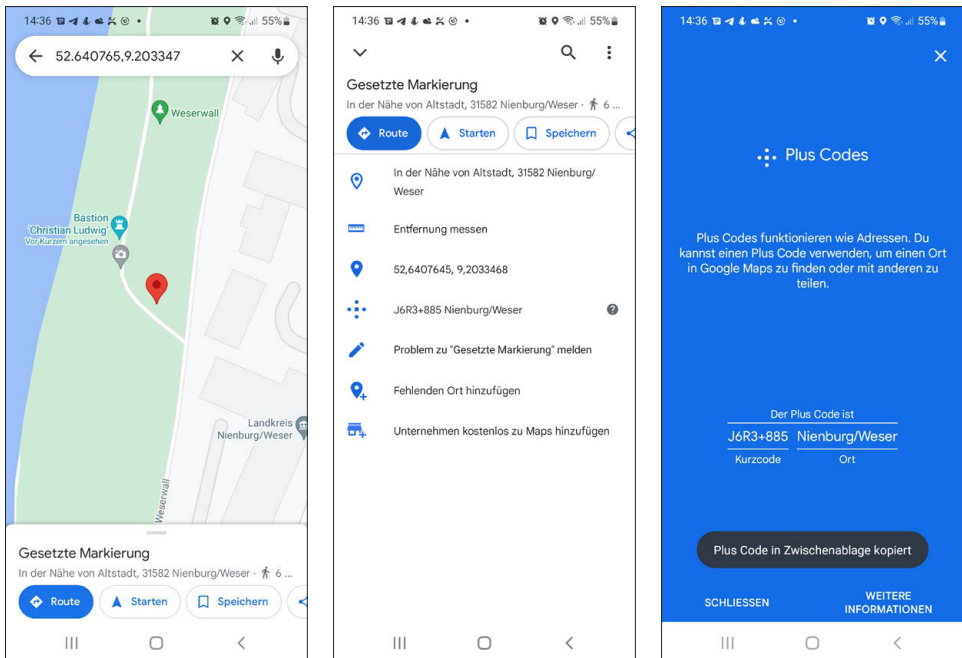 14:36
55%
52.640765,9.203347
Weserwall
Bastion
'Christian Ludwig'
Vor Kurzem angesehen
Landkreis
Nienburg/Weser
Weserwall
Gesetzte Markierung
In der Nähe von Altstadt, 31582 Nienburg/Weser · 6 ...
Route
Starten
Speichern
14:36
55%
Gesetzte Markierung
In der Nähe von Altstadt, 31582 Nienburg/Weser · 6 ...
Route
Starten
Speichern
In der Nähe von Altstadt, 31582 Nienburg/
Weser
Entfernung messen
52,6407645, 9,2033468
J6R3+885 Nienburg/Weser
Problem zu "Gesetzte Markierung" melden
Fehlenden Ort hinzufügen
Unternehmen kostenlos zu Maps hinzufügen
14:36
55%
Plus Codes
Plus Codes funktionieren wie Adressen. Du
kannst einen Plus Code verwenden, um einen Ort
in Google Maps zu finden oder mit anderen zu
teilen.
Der Plus Code ist
J6R3+885 Nienburg/Weser
Kurzcode Ort
Plus Code in Zwischenablage kopiert
SCHLIESSEN
WEITERE
INFORMATIONEN